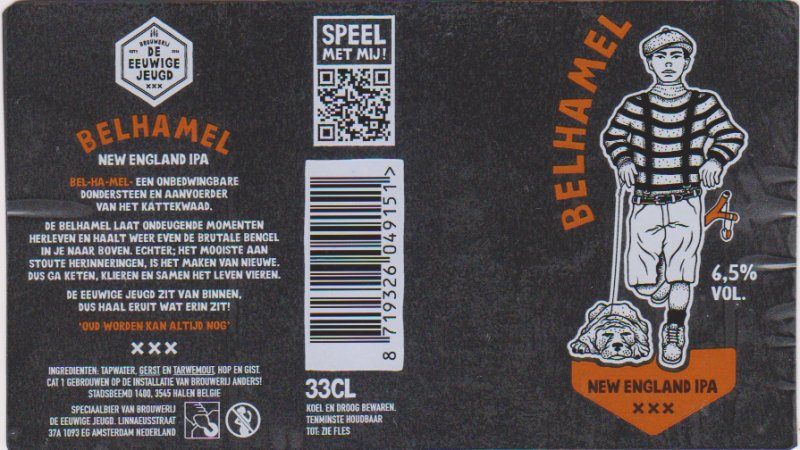 BROUWERIJ
DE
EEUWIGE
JEUGD
XXX
BELHAMEL
NEW ENGLAND IPA
BEL-HA-MEL- EEN ONBEDWINGBARE
DONDERSTEEN EN AANVOERDER
VAN HET KATTEKWAAD.
DE BELHAMEL LAAT ONDEUGENDE MOMENTEN
HERLEVEN EN HAALT WEER EVEN DE BRUTALE BENGEL
IN JE NAAR BOVEN. ECHTER; HET MOOISTE AAN
STOUTE HERINNERINGEN, IS HET MAKEN VAN NIEUWE.
DUS GA KETEN, KLIEREN EN SAMEN HET LEVEN VIEREN.
DE EEUWIGE JEUGD ZIT VAN BINNEN,
DUS HAAL ERUIT WAT ERIN ZIT!
'OUD WORDEN KAN ALTIJD NOG'
XXX
INGREDIENTEN: TAPWATER, GERST EN TARWEMOUT, HOP EN GIST.
CAT 1 GEBROUWEN OP DE INSTALLATIE VAN BROUWERIJ ANDERS!
STADSBEEMD 1480, 3545 HALEN BELGIE
SPECIAALBIER VAN BROUWERIJ
DE EEUWIGE JEUGD. LINNAEUSSTRAAT
37A 1093 EG AMSTERDAM NEDERLAND
SPEEL
MET MIJ!
8 719326 049151 >
33CL
KOEL EN DROOG BEWAREN.
TENMINSTE HOUDBAAR
TOT: ZIE FLES
BELHAMEL
6,5%
VOL.
NEW ENGLAND IPA
XXX